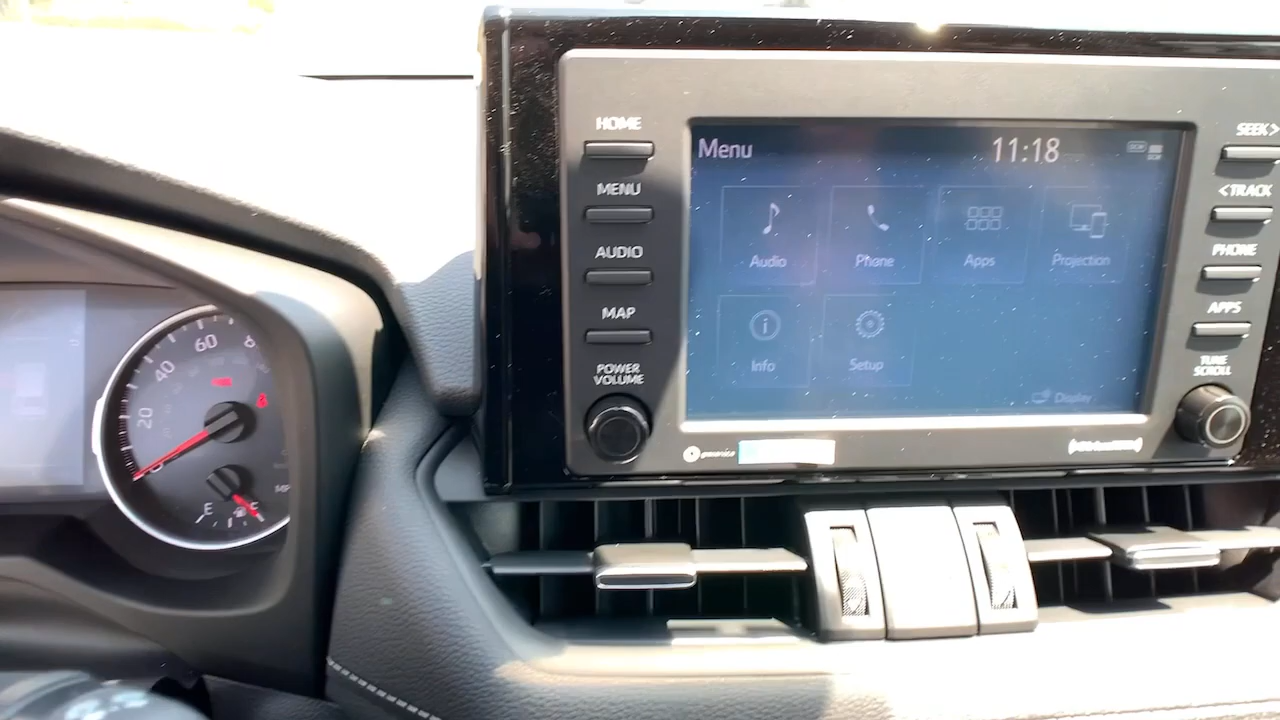 HOME
MENU
AUDIO
MAP
POWER
VOLUME
Menu
11:18
Audio
Phone
Apps
Projection
Info
Setup
Display
SEEK >
< TRACK
PHONE
APPS
TUNE
SCROLL
20
40
60
E